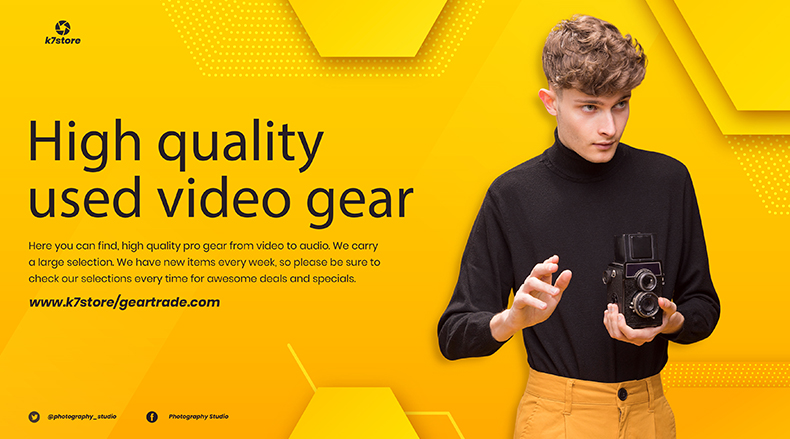 k7store
High quality
used video gear
Here you can find, high quality pro gear from video to audio. We carry
a large selection. We have new items every week, so please be sure to
check our selections every time for awesome deals and specials.
www.k7store/geartrade.com
@photography_studio
Photography Studio